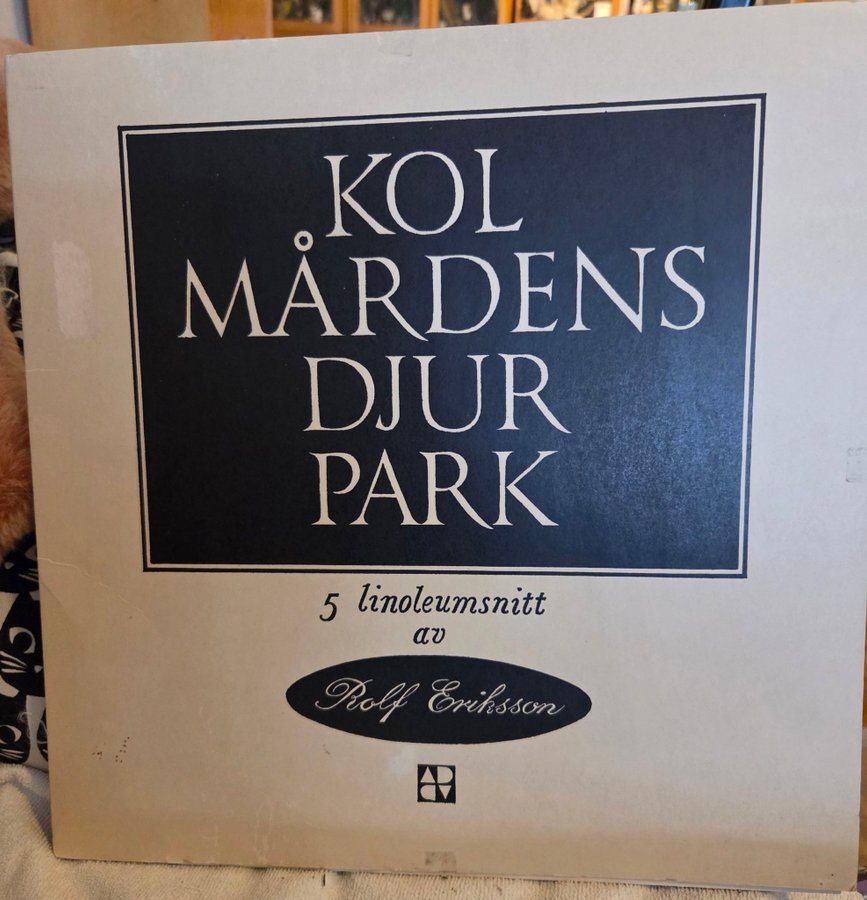 KOL
MÅRDENS
DJUR
PARK
5 linoleumsnitt
av
Rolf Eriksson